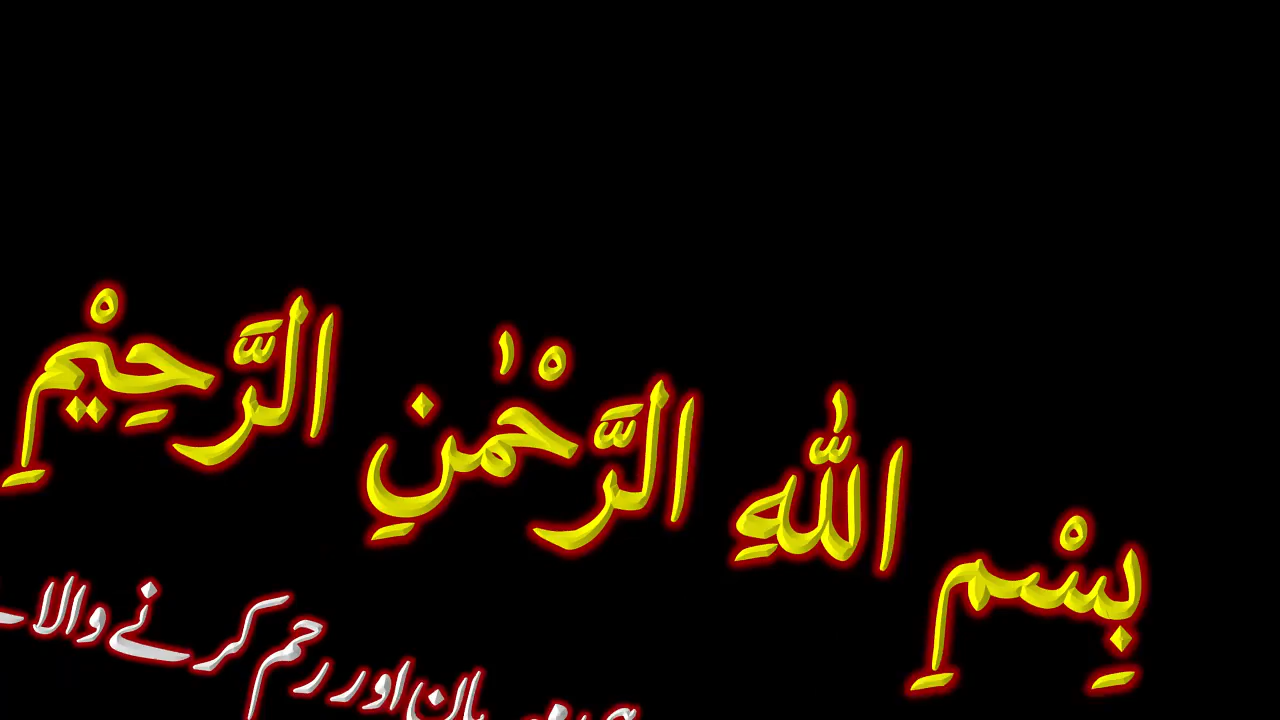 بِسْمِ اللّٰهِ الرَّحْمٰنِ الرَّحِيْمِ
اور رحم کرنے والا